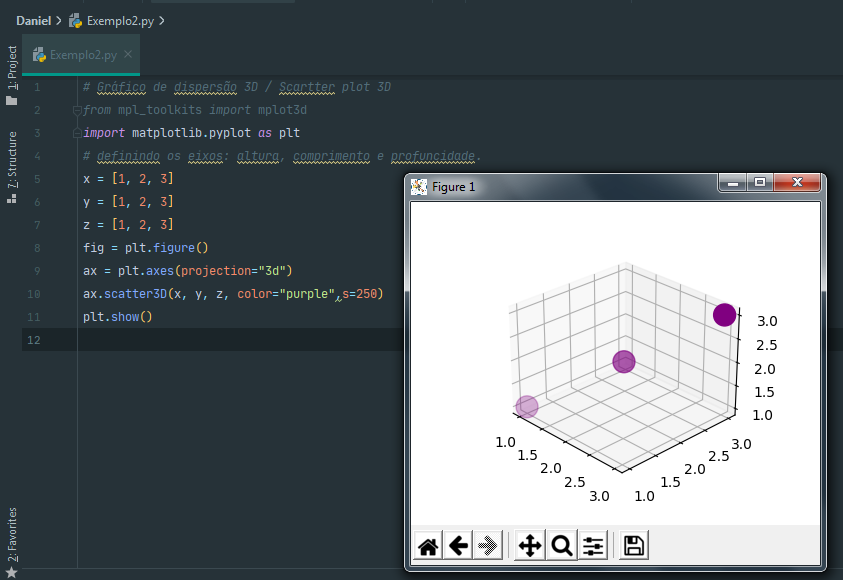 Daniel Exemplo2.py
Exemplo2.py
1: Project
7: Structure
2: Favorites
1 # Gráfico de dispersão 3D / Scartter plot 3D
2 from mpl_toolkits import mplot3d
3 import matplotlib.pyplot as plt
4 # definindo os eixos: altura, comprimento e profuncidade.
5 x = [1, 2, 3]
6 y = [1, 2, 3]
7 z = [1, 2, 3]
8 fig = plt.figure()
9 ax = plt.axes(projection="3d")
10 ax.scatter3D(x, y, z, color="purple",s=250)
11 plt.show()
12
Figure 1
3.0
2.5
2.0
1.5
1.0
1.0
1.5
2.0
2.5
3.0
1.0
1.5
2.0
2.5
3.0